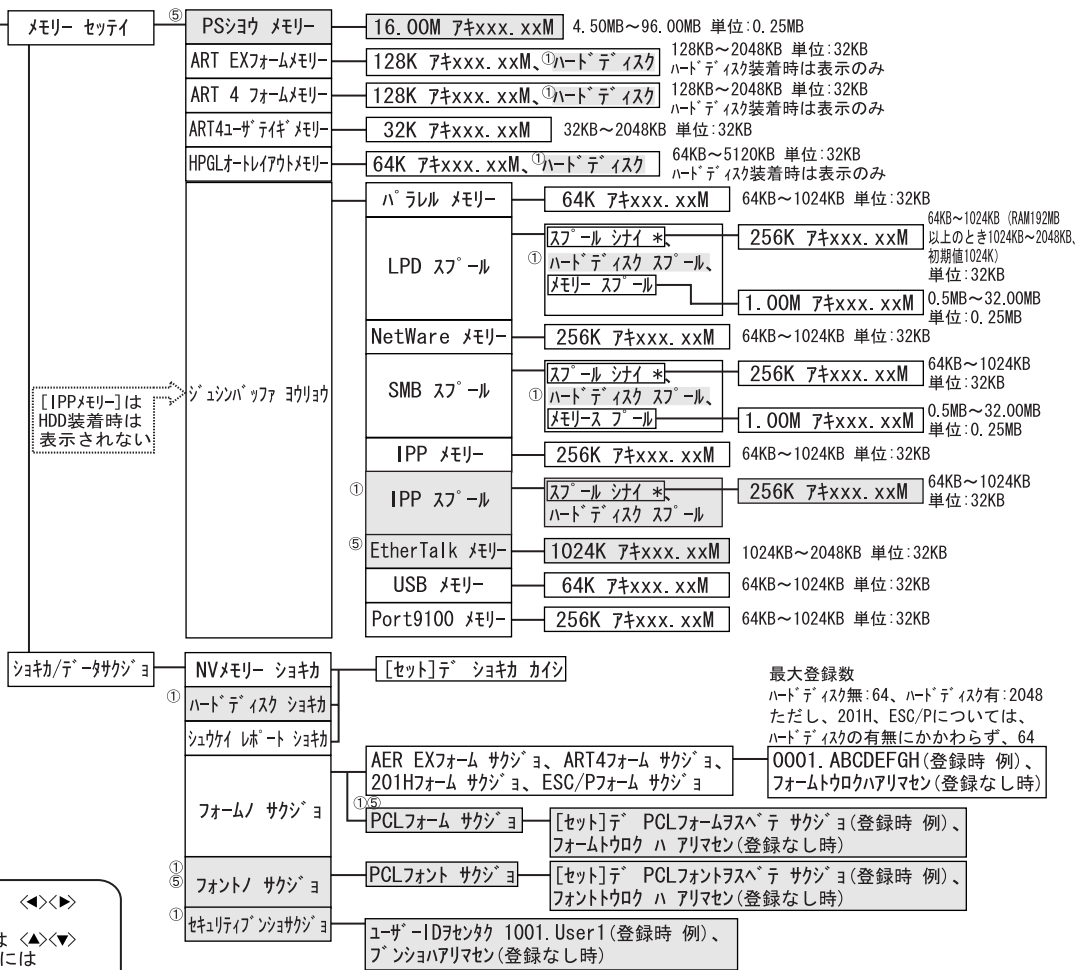 メモリー セッテイ
⑤ PSショウ メモリー
16.00M アキxxx.xxM 4.50MB～96.00MB 単位:0.25MB
ART EXフォームメモリー
128K アキxxx.xxM、①ハードディスク
128KB～2048KB 単位:32KB
ハードディスク装着時は表示のみ
ART 4 フォームメモリー
128K アキxxx.xxM、①ハードディスク
128KB～2048KB 単位:32KB
ハードディスク装着時は表示のみ
ART4ユーザテイギメモリー
32K アキxxx.xxM 32KB～2048KB 単位:32KB
HPGLオートレイアウトメモリー
64K アキxxx.xxM、①ハードディスク
64KB～5120KB 単位:32KB
ハードディスク装着時は表示のみ
[IPPメモリー]は
HDD装着時は
表示されない
ジュシンバッファ ヨウリョウ
パラレル メモリー
64K アキxxx.xxM 64KB～1024KB 単位:32KB
LPD スプール
スプール シナイ *、
① ハードディスク スプール、
メモリー スプール
256K アキxxx.xxM
64KB～1024KB (RAM192MB
以上のとき1024KB～2048KB、
初期値1024K)
単位:32KB
1.00M アキxxx.xxM
0.5MB～32.00MB
単位:0.25MB
NetWare メモリー
256K アキxxx.xxM 64KB～1024KB 単位:32KB
SMB スプール
スプール シナイ *、
① ハードディスク スプール、
メモリース プール
256K アキxxx.xxM
64KB～1024KB
単位:32KB
1.00M アキxxx.xxM
0.5MB～32.00MB
単位:0.25MB
IPP メモリー
256K アキxxx.xxM 64KB～1024KB 単位:32KB
① IPP スプール
スプール シナイ *、
ハードディスク スプール
256K アキxxx.xxM
64KB～1024KB
単位:32KB
⑤ EtherTalk メモリー
1024K アキxxx.xxM 1024KB～2048KB 単位:32KB
USB メモリー
64K アキxxx.xxM 64KB～1024KB 単位:32KB
Port9100 メモリー
256K アキxxx.xxM 64KB～1024KB 単位:32KB
ショキカ/データサクジョ
NVメモリー ショキカ
[セット]デ ショキカ カイシ
① ハードディスク ショキカ
シュウケイ レポート ショキカ
最大登録数
ハードディスク無:64、ハードディスク有:2048
ただし、201H、ESC/Pについては、
ハードディスクの有無にかかわらず、64
フォームノ サクジョ
AER EXフォーム サクジョ、ART4フォーム サクジョ、
201Hフォーム サクジョ、ESC/Pフォーム サクジョ
0001.ABCDEFGH(登録時 例)、
フォームトウロクハアリマセン(登録なし時)
①⑤
PCLフォーム サクジョ
[セット]デ PCLフォームヲスベテ サクジョ(登録時 例)、
フォームトウロク ハ アリマセン(登録なし時)
①
⑤ フォントノ サクジョ
PCLフォント サクジョ
[セット]デ PCLフォントヲスベテ サクジョ(登録時 例)、
フォントトウロク ハ アリマセン(登録なし時)
① セキュリティブンショサクジョ
ユーザーIDヲセンタク 1001.User1(登録時 例)、
ブンショハアリマセン(登録なし時)
<◀><▶>
は <▲><▼>
には